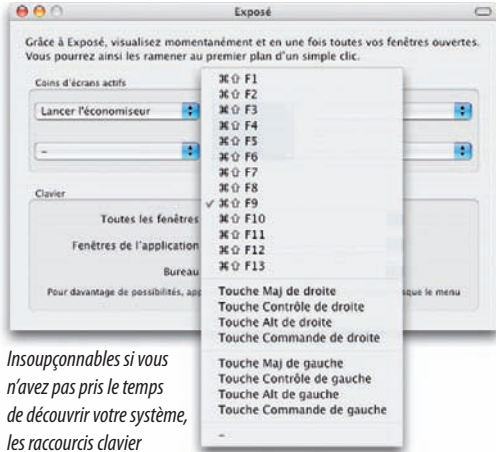 Exposé
Grâce à Exposé, visualisez momentanément et en une fois toutes vos fenêtres ouvertes.
Vous pourrez ainsi les ramener au premier plan d'un simple clic.
Coins d'écrans actifs
Lancer l'économiseur
–
Clavier
Toutes les fenêtres
Fenêtres de l'application
Bureau
Pour davantage de possibilités, app
sque le menu
⌘⇧ F1
⌘⇧ F2
⌘⇧ F3
⌘⇧ F4
⌘⇧ F5
⌘⇧ F6
⌘⇧ F7
⌘⇧ F8
✓ ⌘⇧ F9
⌘⇧ F10
⌘⇧ F11
⌘⇧ F12
⌘⇧ F13
Touche Maj de droite
Touche Contrôle de droite
Touche Alt de droite
Touche Commande de droite
Touche Maj de gauche
Touche Contrôle de gauche
Touche Alt de gauche
Touche Commande de gauche
–
Insoupçonnables si vous
n'avez pas pris le temps
de découvrir votre système,
les raccourcis clavier